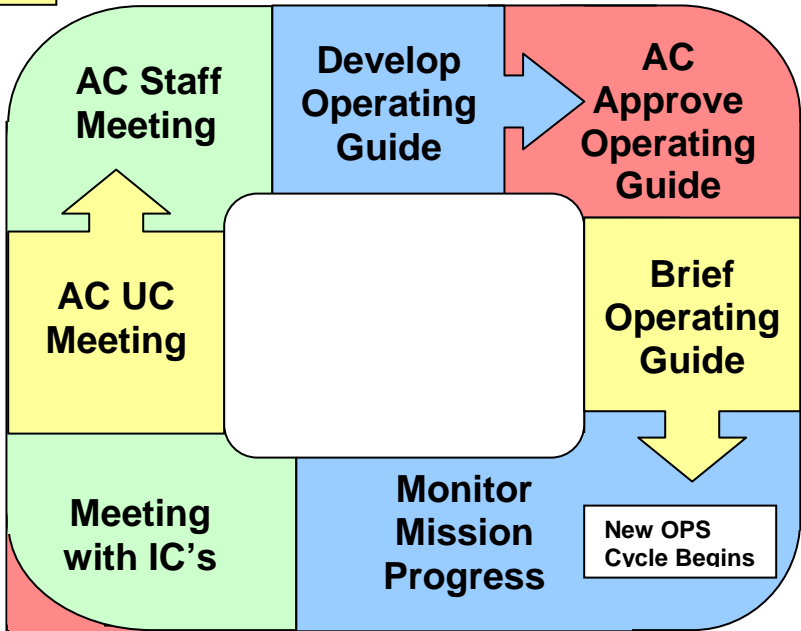 AC Staff
Meeting
Develop
Operating
Guide
AC
Approve
Operating
Guide
AC UC
Meeting
Brief
Operating
Guide
Meeting
with IC's
Monitor
Mission
Progress
New OPS
Cycle Begins